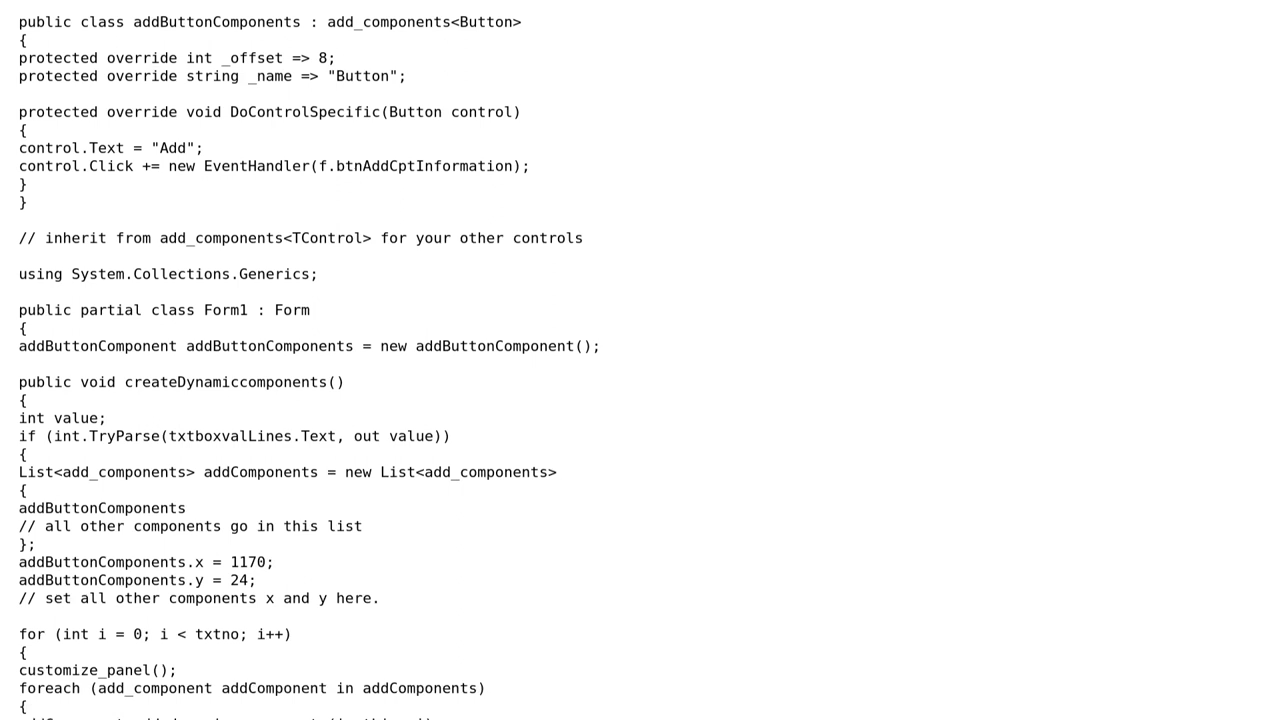 public class addButtonComponents : add_components<Button>
{
protected override int _offset => 8;
protected override string _name => "Button";

protected override void DoControlSpecific(Button control)
{
control.Text = "Add";
control.Click += new EventHandler(f.btnAddCptInformation);
}
}

// inherit from add_components<TControl> for your other controls

using System.Collections.Generics;

public partial class Form1 : Form
{
addButtonComponent addButtonComponents = new addButtonComponent();

public void createDynamiccomponents()
{
int value;
if (int.TryParse(txtboxvalLines.Text, out value))
{
List<add_components> addComponents = new List<add_components>
{
addButtonComponents
// all other components go in this list
};
addButtonComponents.x = 1170;
addButtonComponents.y = 24;
// set all other components x and y here.

for (int i = 0; i < txtno; i++)
{
customize_panel();
foreach (add_component addComponent in addComponents)
{